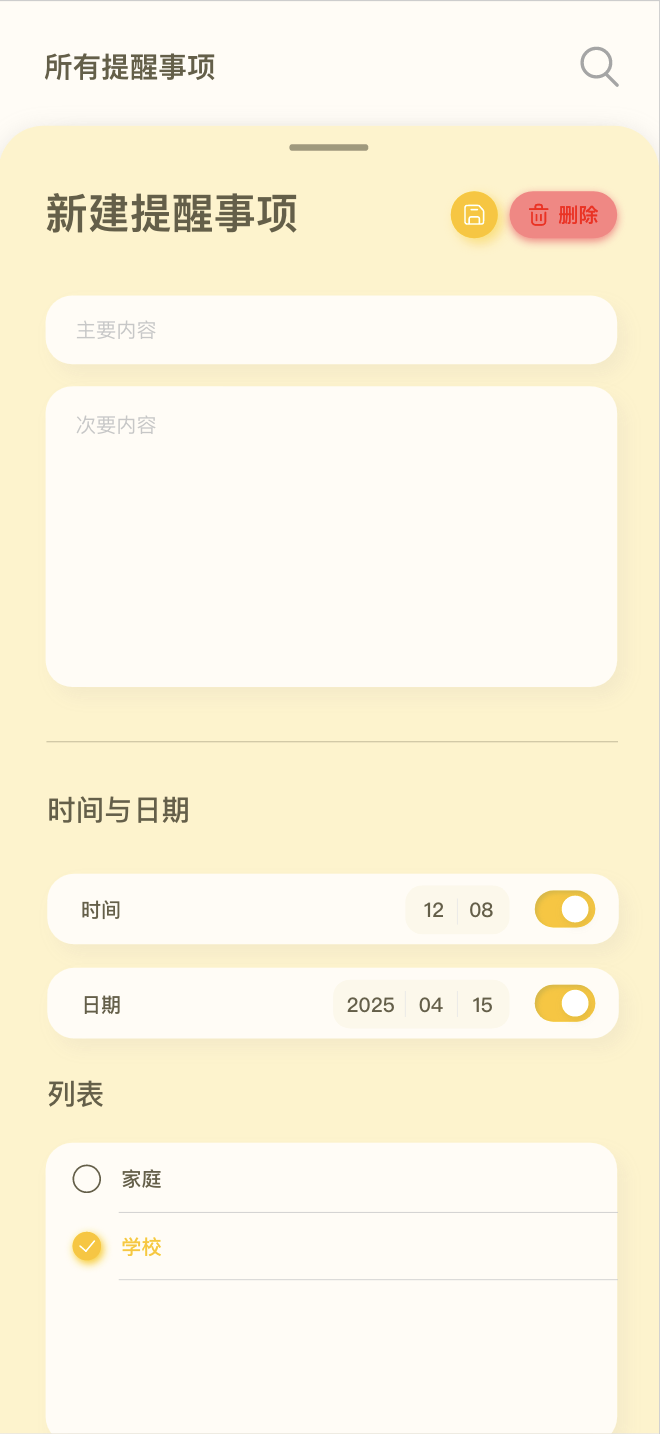 所有提醒事项
新建提醒事项
删除
主要内容
次要内容
时间与日期
时间 12 08
日期 2025 04 15
列表
家庭
学校